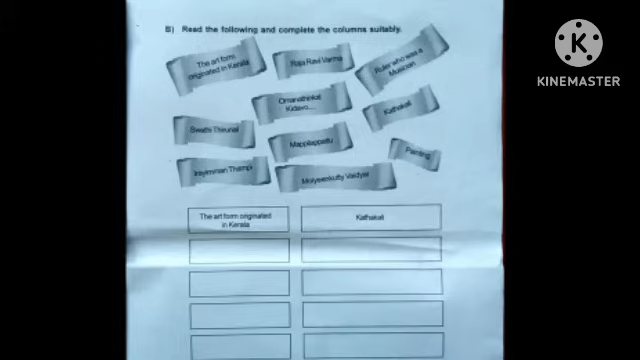 B) Read the following and complete the columns suitably.
The art form
originated in Kerala
Raja Ravi Varma
Ruler who was a
Musician
Omanathinkal
Kidavo....
Kathakali
Swathi Thirunal
Mappilappattu
Painting
Irayimman Thampi
Moiyeenkutty Vaidyar
The art form originated
in Kerala
Kathakali
K
KINEMASTER